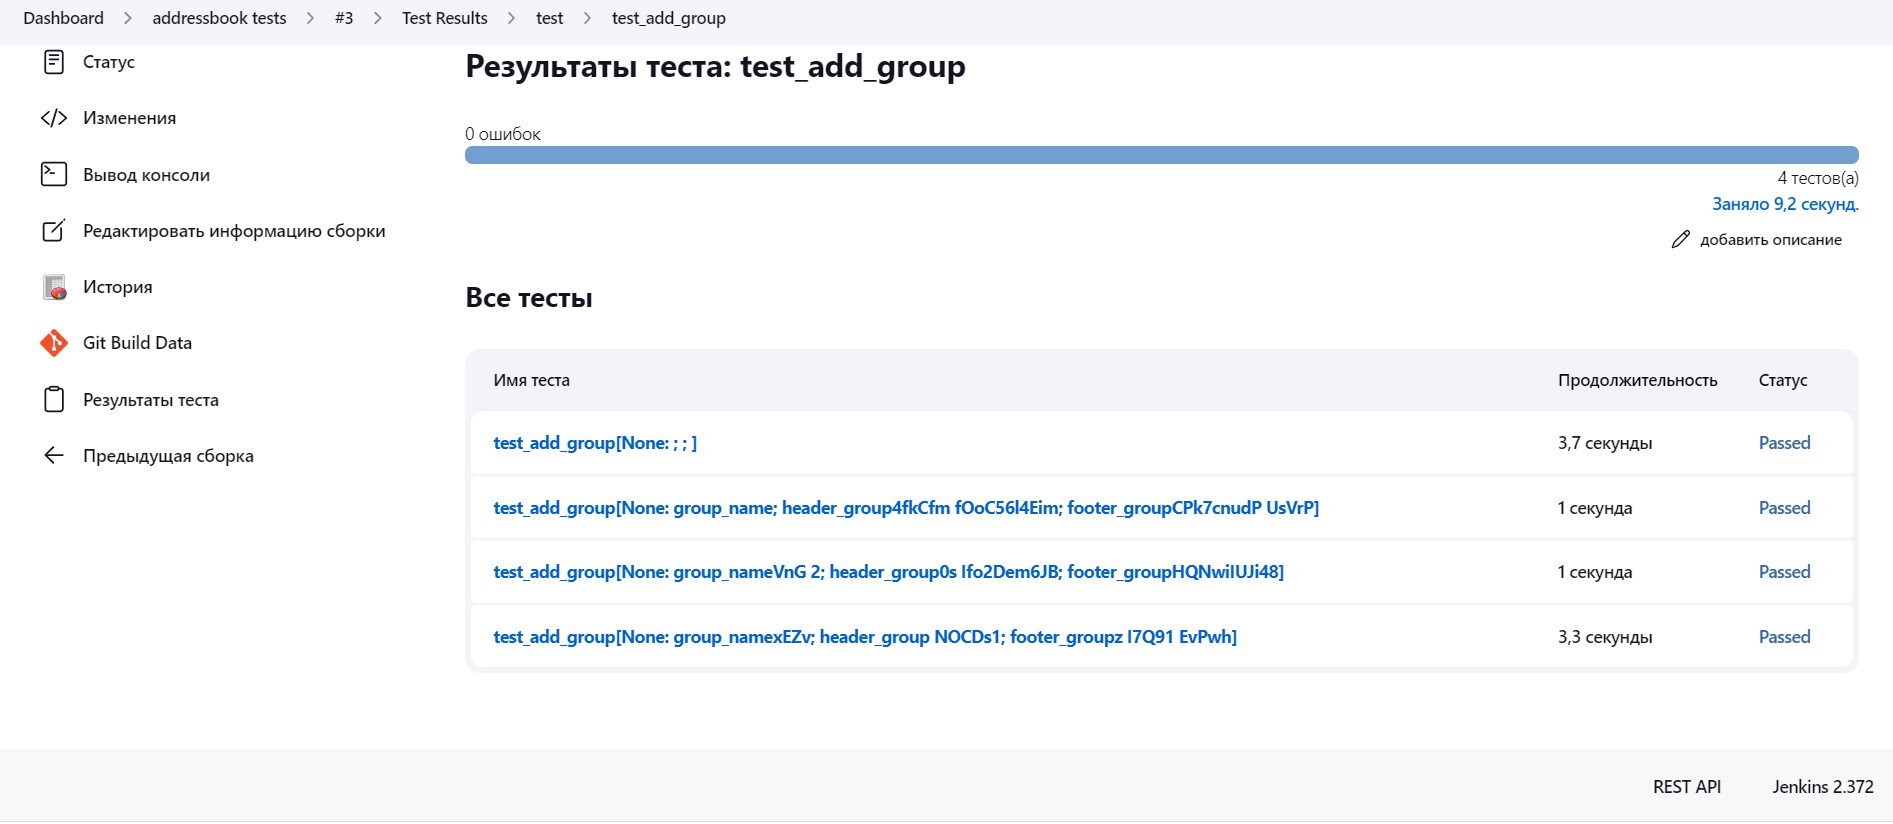 Dashboard > addressbook tests > #3 > Test Results > test > test_add_group
Статус
Изменения
Вывод консоли
Редактировать информацию сборки
История
Git Build Data
Результаты теста
Предыдущая сборка
Результаты теста: test_add_group
0 ошибок
4 тестов(а)
Заняло 9,2 секунд.
добавить описание
Все тесты
Имя теста Продолжительность Статус
test_add_group[None: ; ; ] 3,7 секунды Passed
test_add_group[None: group_name; header_group4fkCfm fOoC56l4Eim; footer_groupCPk7cnudP UsVrP] 1 секунда Passed
test_add_group[None: group_nameVnG 2; header_group0s Ifo2Dem6JB; footer_groupHQNwiIUJi48] 1 секунда Passed
test_add_group[None: group_namexEZv; header_group NOCDs1; footer_groupz I7Q91 EvPwh] 3,3 секунды Passed
REST API Jenkins 2.372